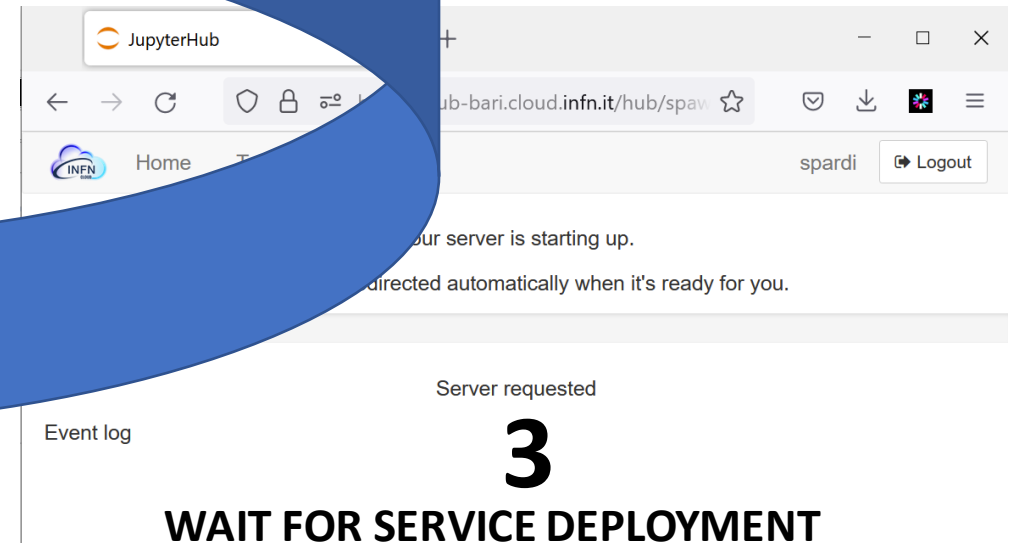 JupyterHub
ub-bari.cloud.infn.it/hub/spaw
INFN Home
spardi Logout
our server is starting up.
directed automatically when it's ready for you.
Server requested
Event log
3
WAIT FOR SERVICE DEPLOYMENT